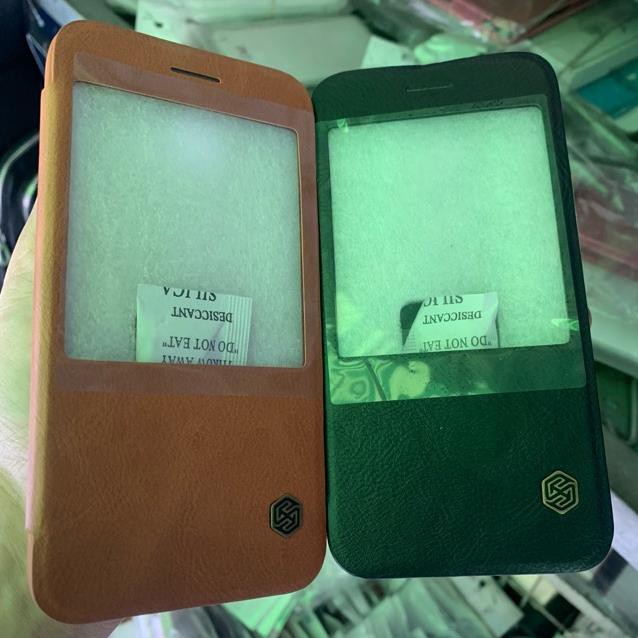 THROW AWAY
"DO NOT EAT"
DESICCANT
SILICA
"DO NOT EAT"
DESICCANT
SILICA